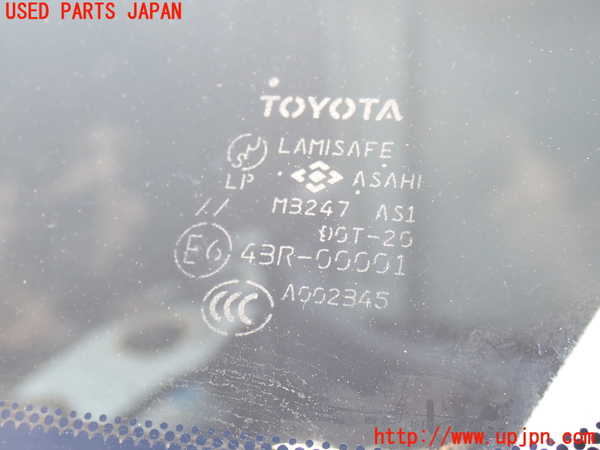 USED PARTS JAPAN
TOYOTA
LAMISAFE
LP ASAHI
// M3247 AS1
DOT-20
E6 43R-00001
CCC A002345
http://www.upjpn.com/